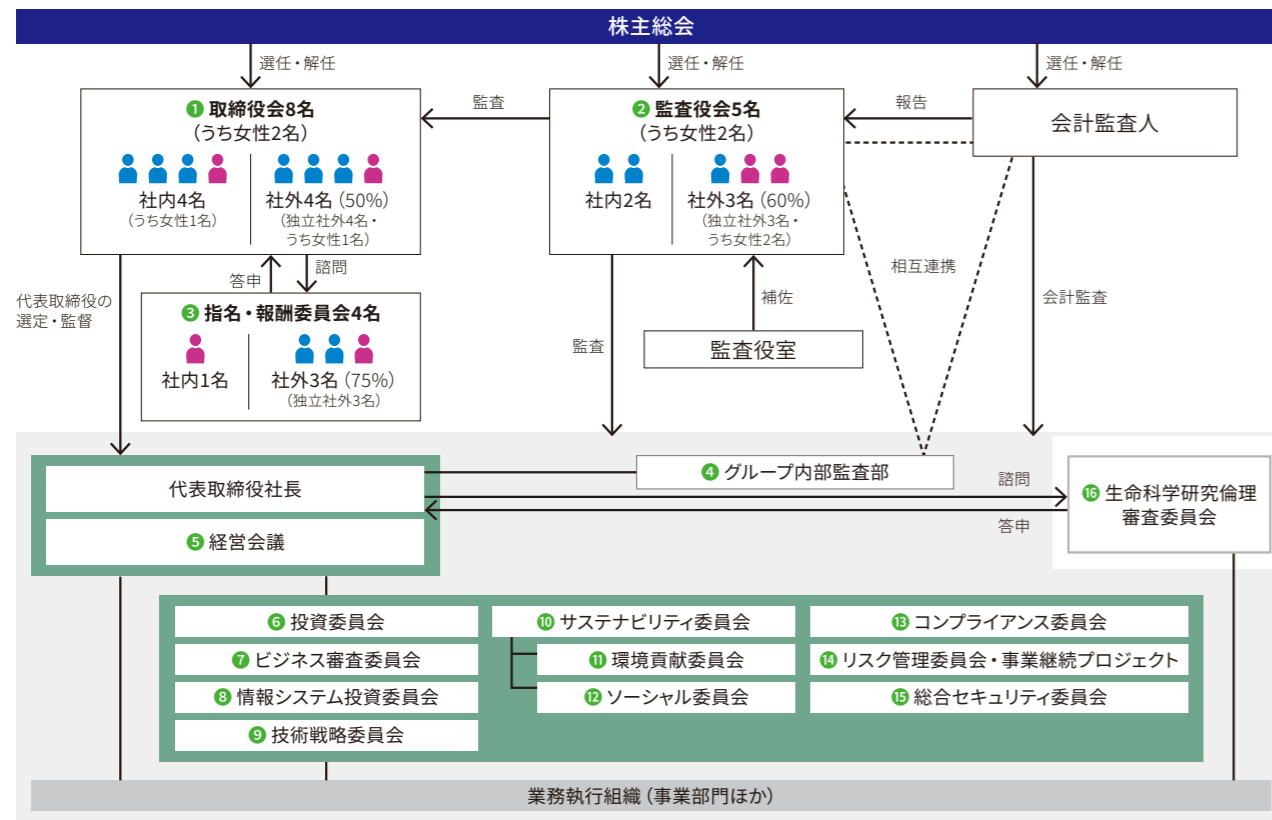 株主総会
選任・解任
選任・解任
選任・解任
❶ 取締役会8名
(うち女性2名)
社内4名
(うち女性1名)
社外4名(50%)
(独立社外4名・
うち女性1名)
監査
❷ 監査役会5名
(うち女性2名)
社内2名
社外3名(60%)
(独立社外3名・
うち女性2名)
報告
会計監査人
答申
諮問
代表取締役の
選定・監督
❸ 指名・報酬委員会4名
社内1名
社外3名(75%)
(独立社外3名)
監査
補佐
監査役室
相互連携
会計監査
代表取締役社長
❺ 経営会議
❹ グループ内部監査部
諮問
答申
⓰ 生命科学研究倫理
審査委員会
❻ 投資委員会
❼ ビジネス審査委員会
❽ 情報システム投資委員会
❾ 技術戦略委員会
❿ サステナビリティ委員会
⓫ 環境貢献委員会
⓬ ソーシャル委員会
⓭ コンプライアンス委員会
⓮ リスク管理委員会・事業継続プロジェクト
⓯ 総合セキュリティ委員会
業務執行組織(事業部門ほか)